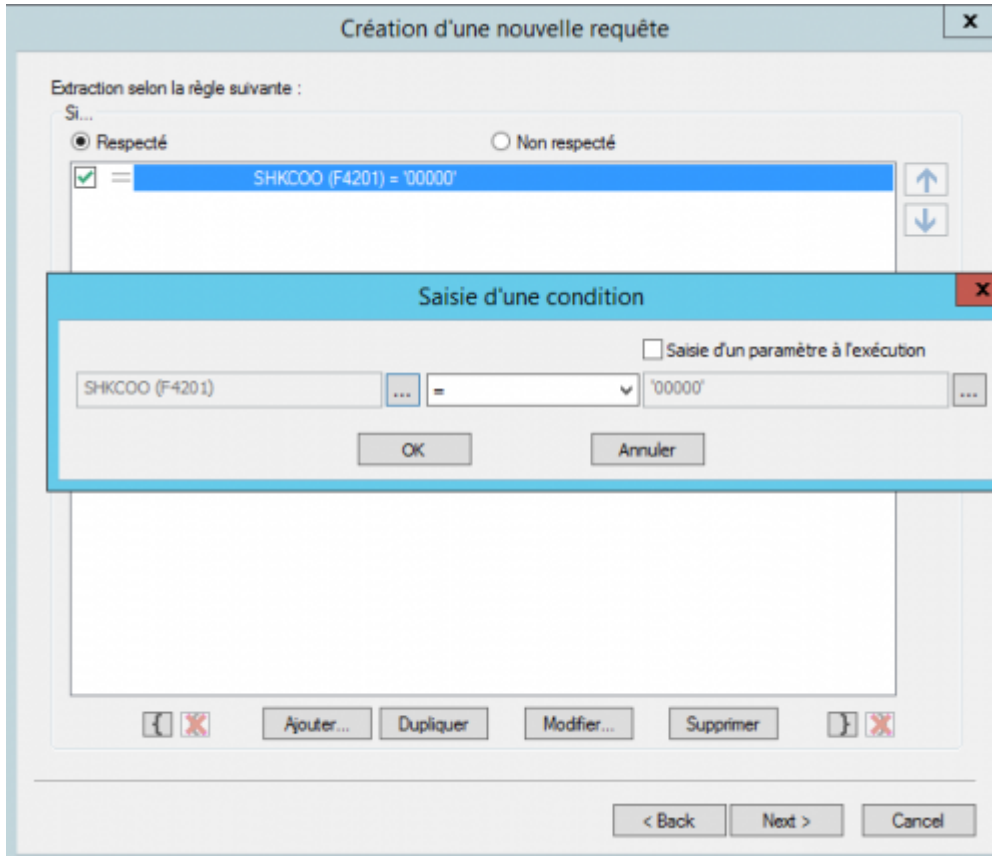 Création d'une nouvelle requête
x
Extraction selon la règle suivante :
Si...
Respecté Non respecté
= SHKCOO (F4201) = '00000'
Saisie d'une condition
x
Saisie d'un paramètre à l'exécution
SHKCOO (F4201) ... = '00000' ...
OK Annuler
{ Ajouter... Dupliquer Modifier... Supprimer }
< Back Next > Cancel